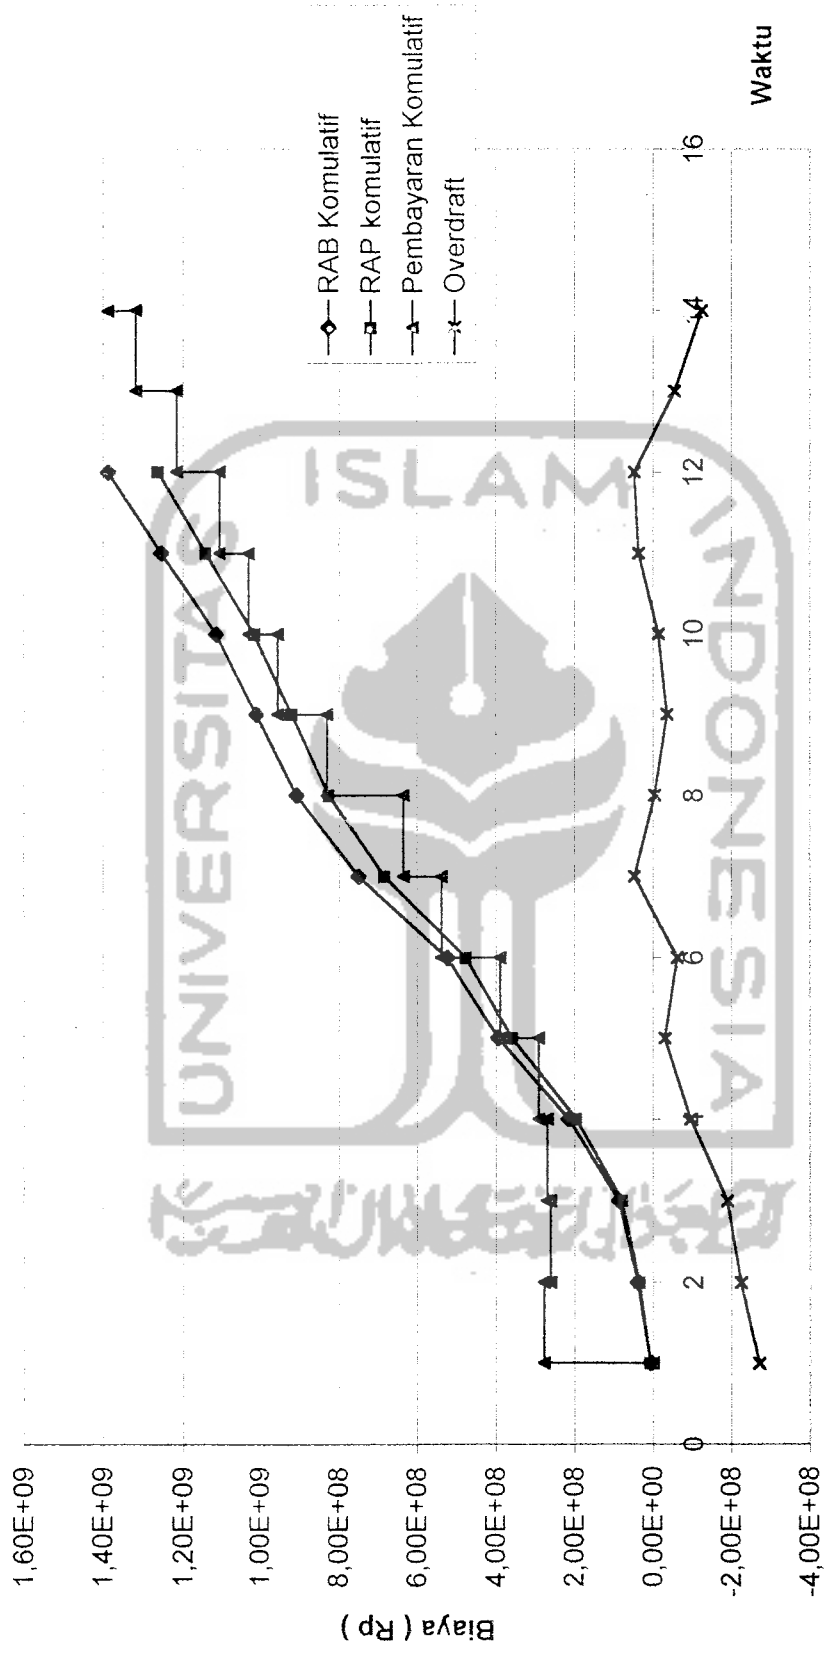 1,60E+09
1,40E+09
1,20E+09
1,00E+09
8,00E+08
6,00E+08
4,00E+08
2,00E+08
0,00E+00
-2,00E+08
-4,00E+08
Biaya ( Rp )
0
2
4
6
8
10
12
14
16
Waktu
RAB Komulatif
RAP komulatif
Pembayaran Komulatif
Overdraft
UNIVERSITAS
ISLAM
INDONESIA